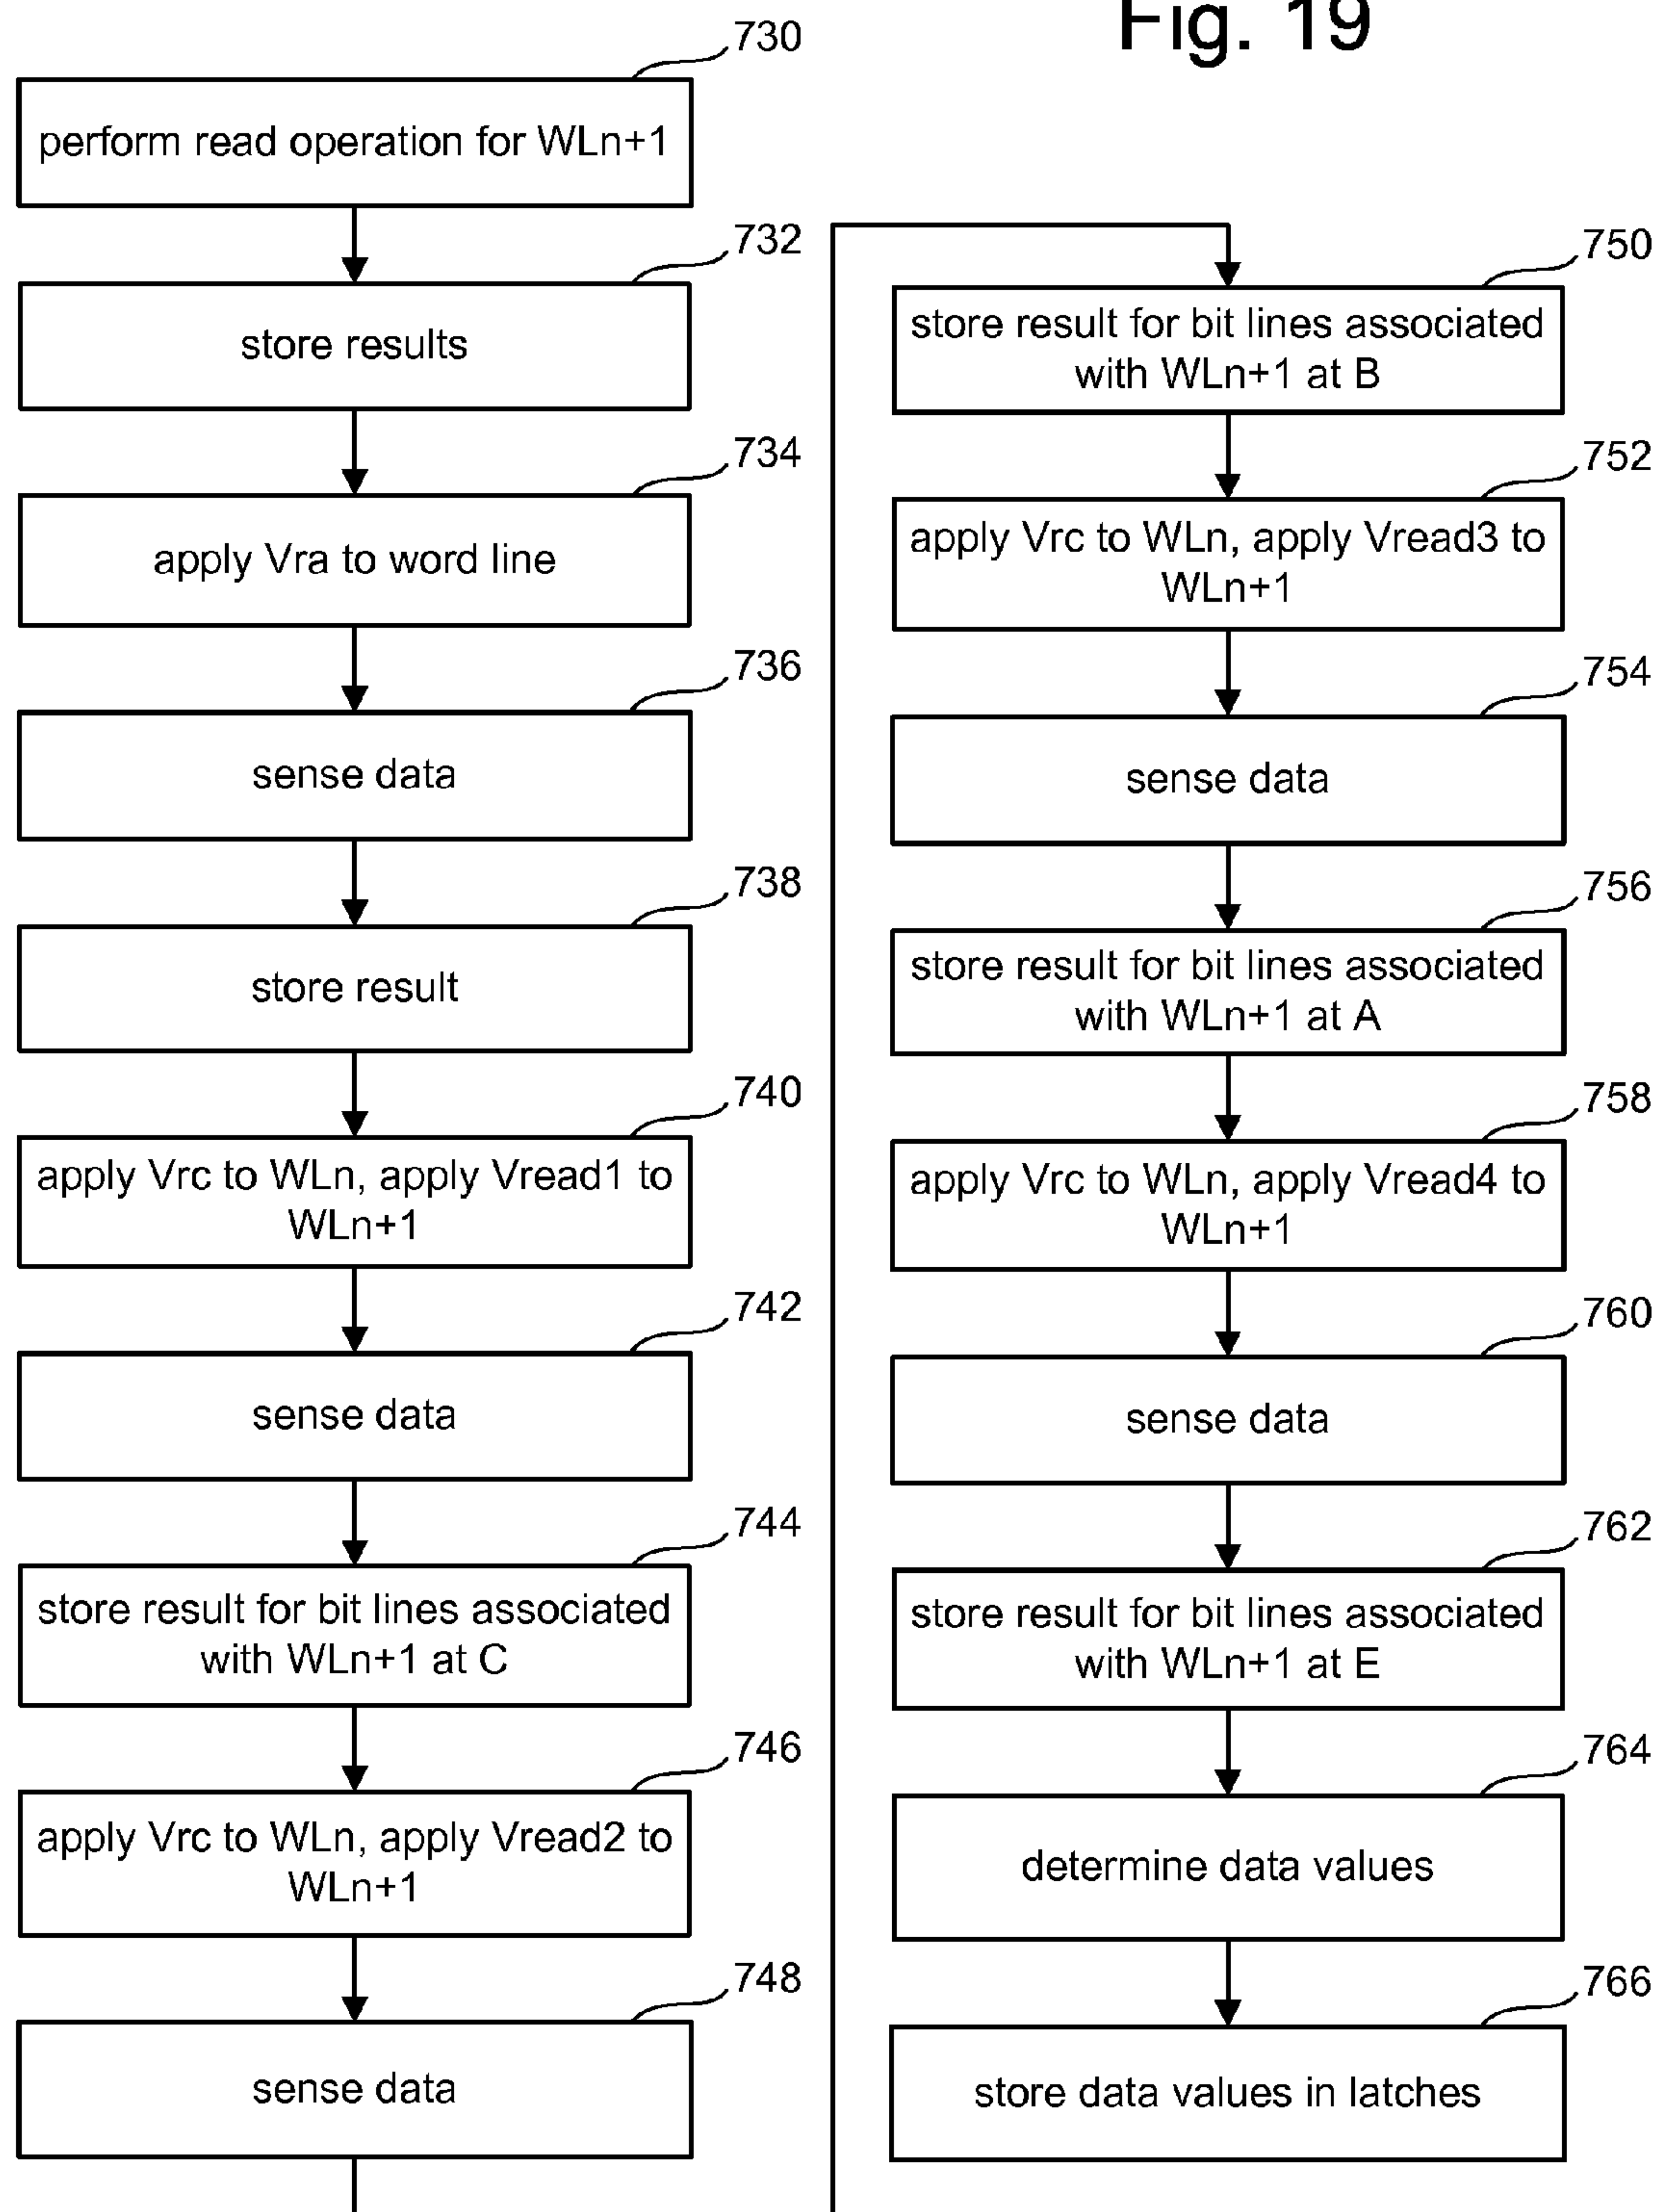 Fig. 19
730
perform read operation for WLn+1
732
store results
734
apply Vra to word line
736
sense data
738
store result
740
apply Vrc to WLn, apply Vread1 to
WLn+1
742
sense data
744
store result for bit lines associated
with WLn+1 at C
746
apply Vrc to WLn, apply Vread2 to
WLn+1
748
sense data
750
store result for bit lines associated
with WLn+1 at B
752
apply Vrc to WLn, apply Vread3 to
WLn+1
754
sense data
756
store result for bit lines associated
with WLn+1 at A
758
apply Vrc to WLn, apply Vread4 to
WLn+1
760
sense data
762
store result for bit lines associated
with WLn+1 at E
764
determine data values
766
store data values in latches